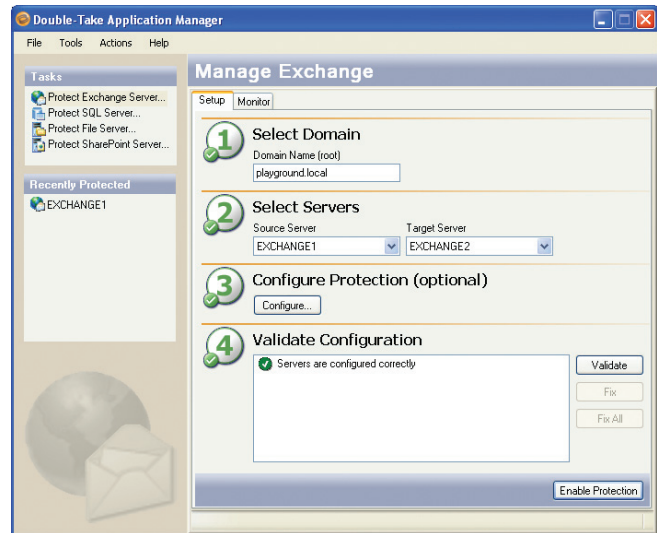 Double-Take Application Manager
File Tools Actions Help
Tasks
Protect Exchange Server...
Protect SQL Server...
Protect File Server...
Protect SharePoint Server...
Recently Protected
EXCHANGE1
Manage Exchange
Setup Monitor
1
Select Domain
Domain Name (root)
playground.local
2
Select Servers
Source Server Target Server
EXCHANGE1 EXCHANGE2
3
Configure Protection (optional)
Configure...
4
Validate Configuration
Servers are configured correctly
Validate
Fix
Fix All
Enable Protection